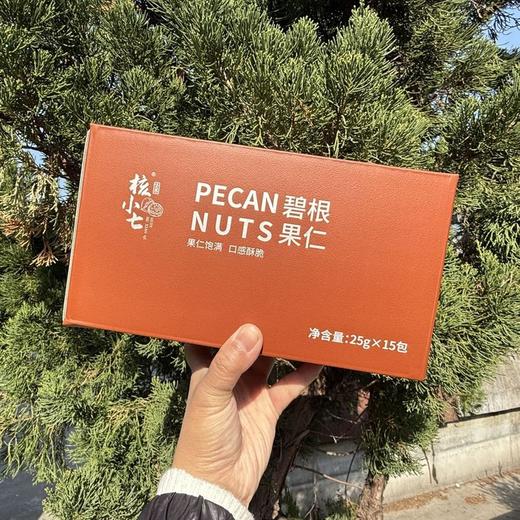 核小七
PECAN 碧根
NUTS 果仁
果仁饱满 口感酥脆
净含量:25g×15包